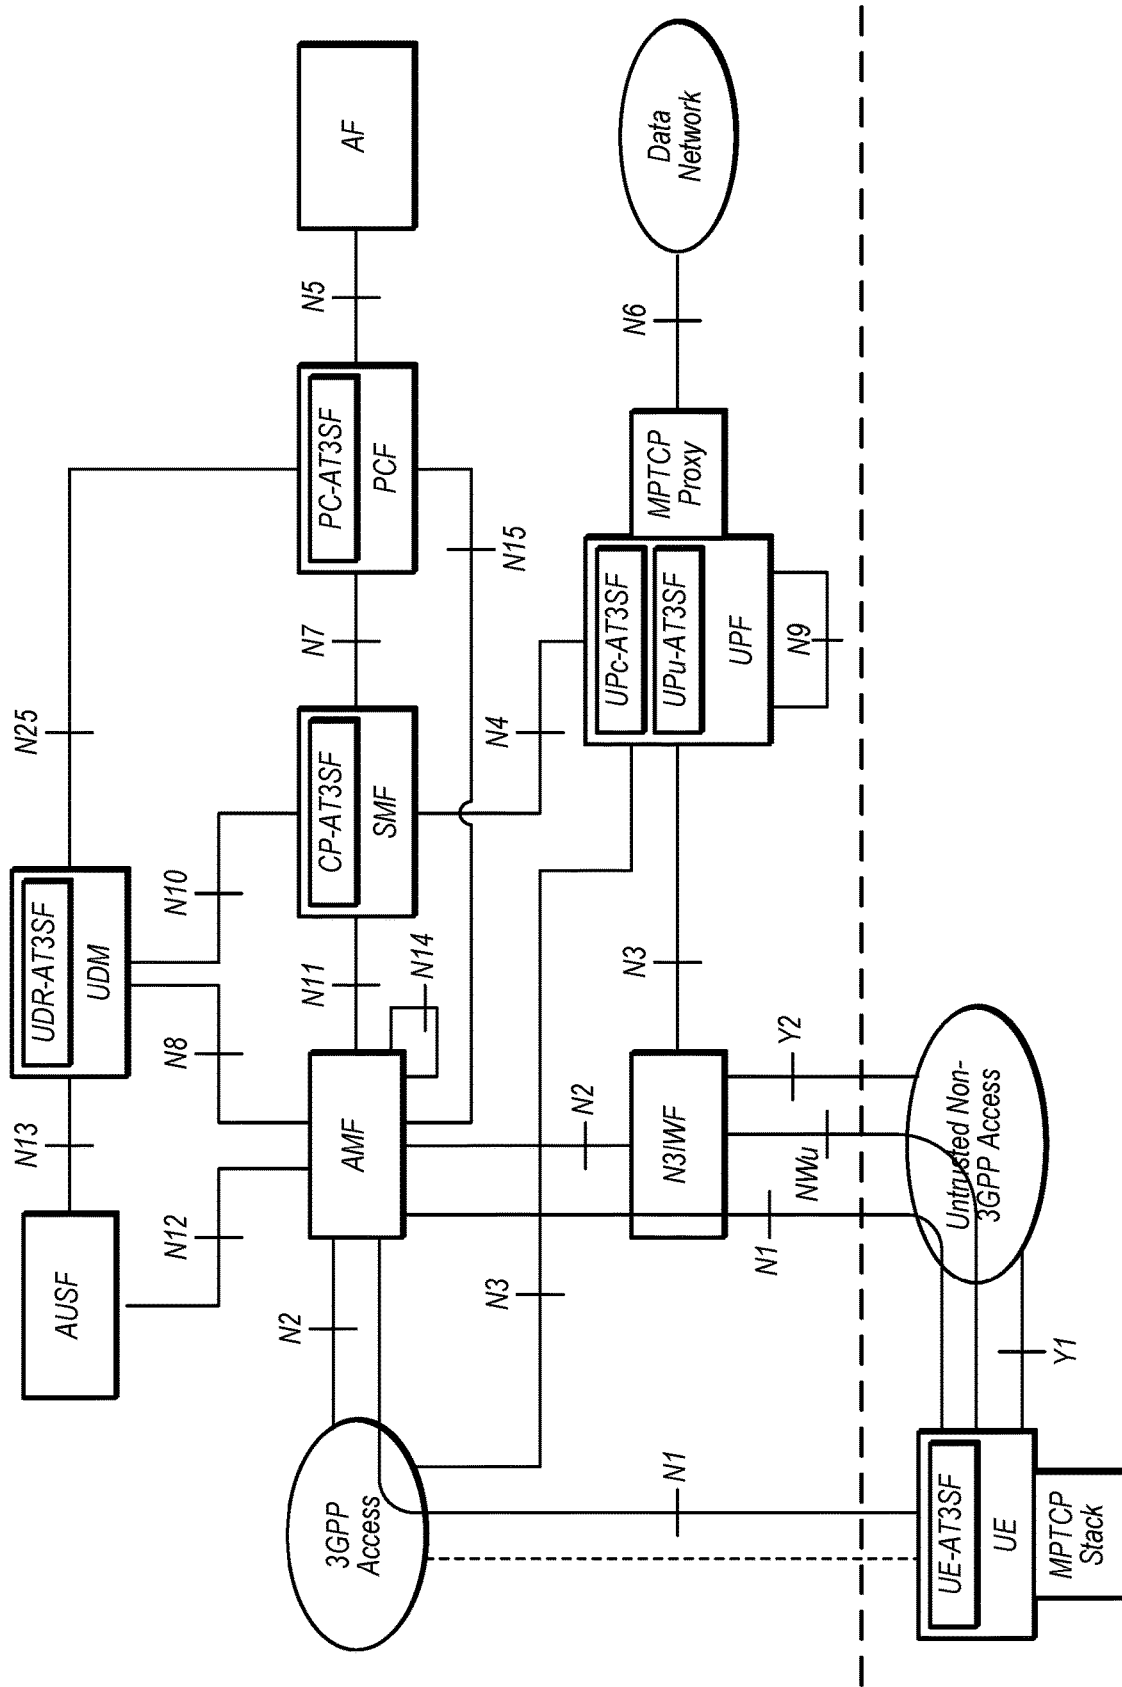 AUSF
N13
UDR-AT3SF
UDM
N25
N12
N8
N10
3GPP
Access
N2
AMF
N11
N14
CP-AT3SF
SMF
N7
PC-AT3SF
PCF
N5
AF
N15
N4
N3
N2
N3IWF
N3
UPc-AT3SF
UPu-AT3SF
UPF
MPTCP
Proxy
N6
Data
Network
N9
N1
N1
NWu
Y2
UE-AT3SF
UE
MPTCP
Stack
Y1
Untrusted Non-
3GPP Access